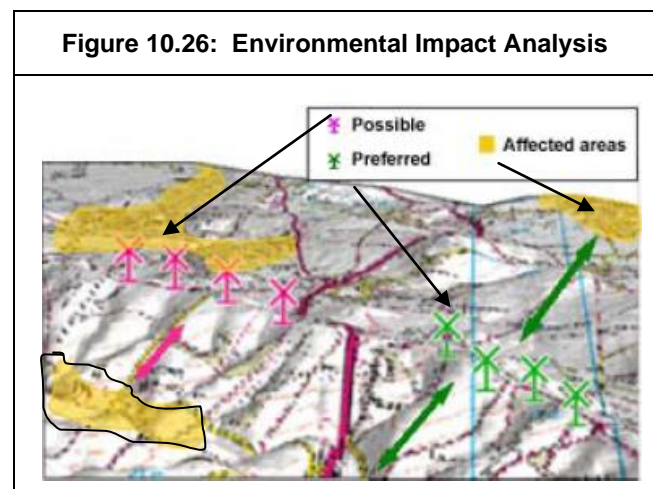 Figure 10.26: Environmental Impact Analysis
Possible
Preferred
Affected areas